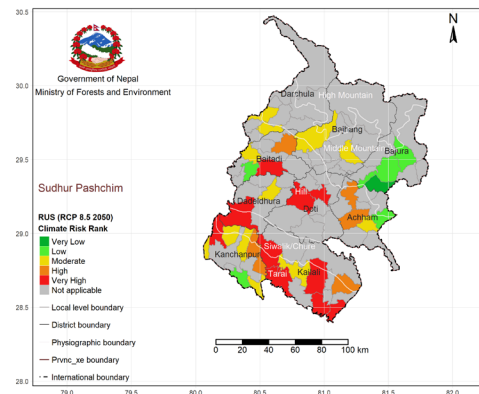 30.5
N
Government of Nepal
Ministry of Forests and Environment
30.0
Darchula
High Mountain
Bajhang
Middle Mountain
Bajura
29.5
Baitadi
Sudhur Pashchim
Hill
Dadeldhura
Doti
Achham
RUS (RCP 8.5 2050)
Climate Risk Rank
29.0
Very Low
Low
Moderate
High
Very High
Not applicable
Siwalik/Chure
Kanchanpur
Tarai
Kailali
Local level boundary
28.5
District boundary
Physiographic boundary
Prvnc_xe boundary
International boundary
0 20 40 60 80 100 km
28.0
79.0 79.5 80.0 80.5 81.0 81.5 82.0